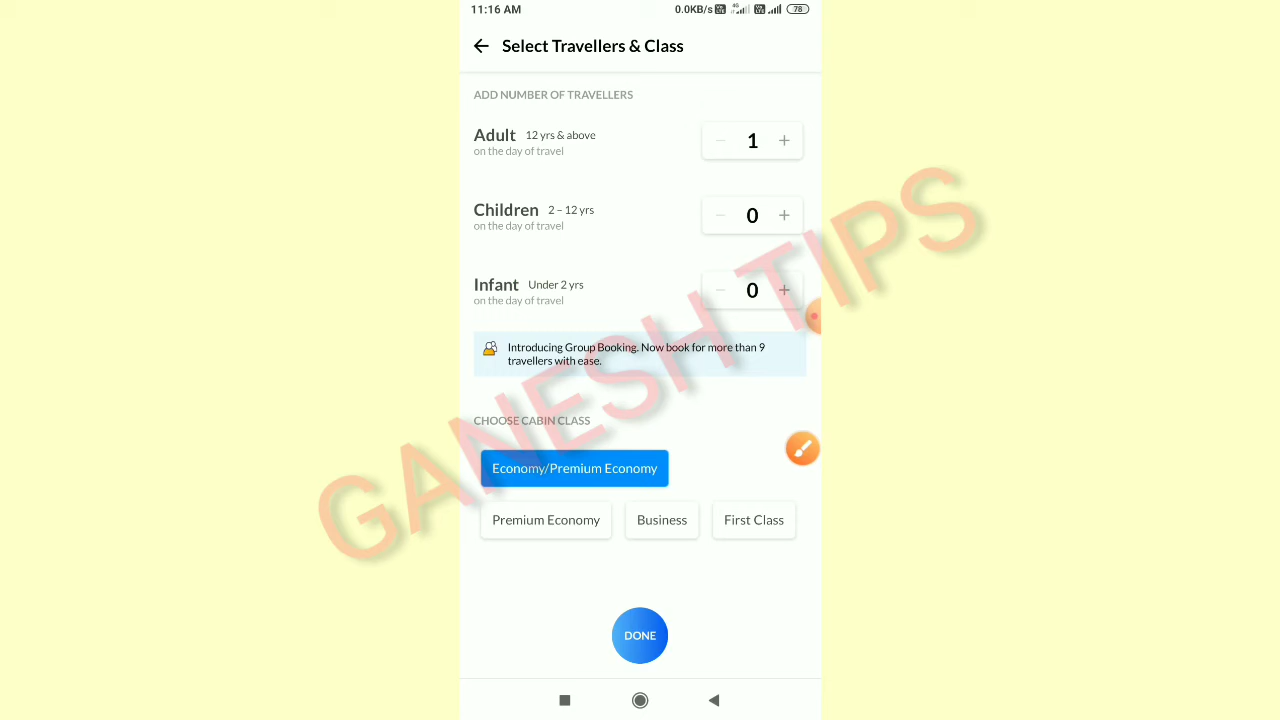 11:16 AM 0.0KB/s 4G 78
Select Travellers & Class
ADD NUMBER OF TRAVELLERS
Adult 12 yrs & above
on the day of travel
1
Children 2 – 12 yrs
on the day of travel
0
Infant Under 2 yrs
on the day of travel
0
Introducing Group Booking. Now book for more than 9
travellers with ease.
GANESH TIPS
CHOOSE CABIN CLASS
Economy/Premium Economy
Premium Economy Business First Class
DONE